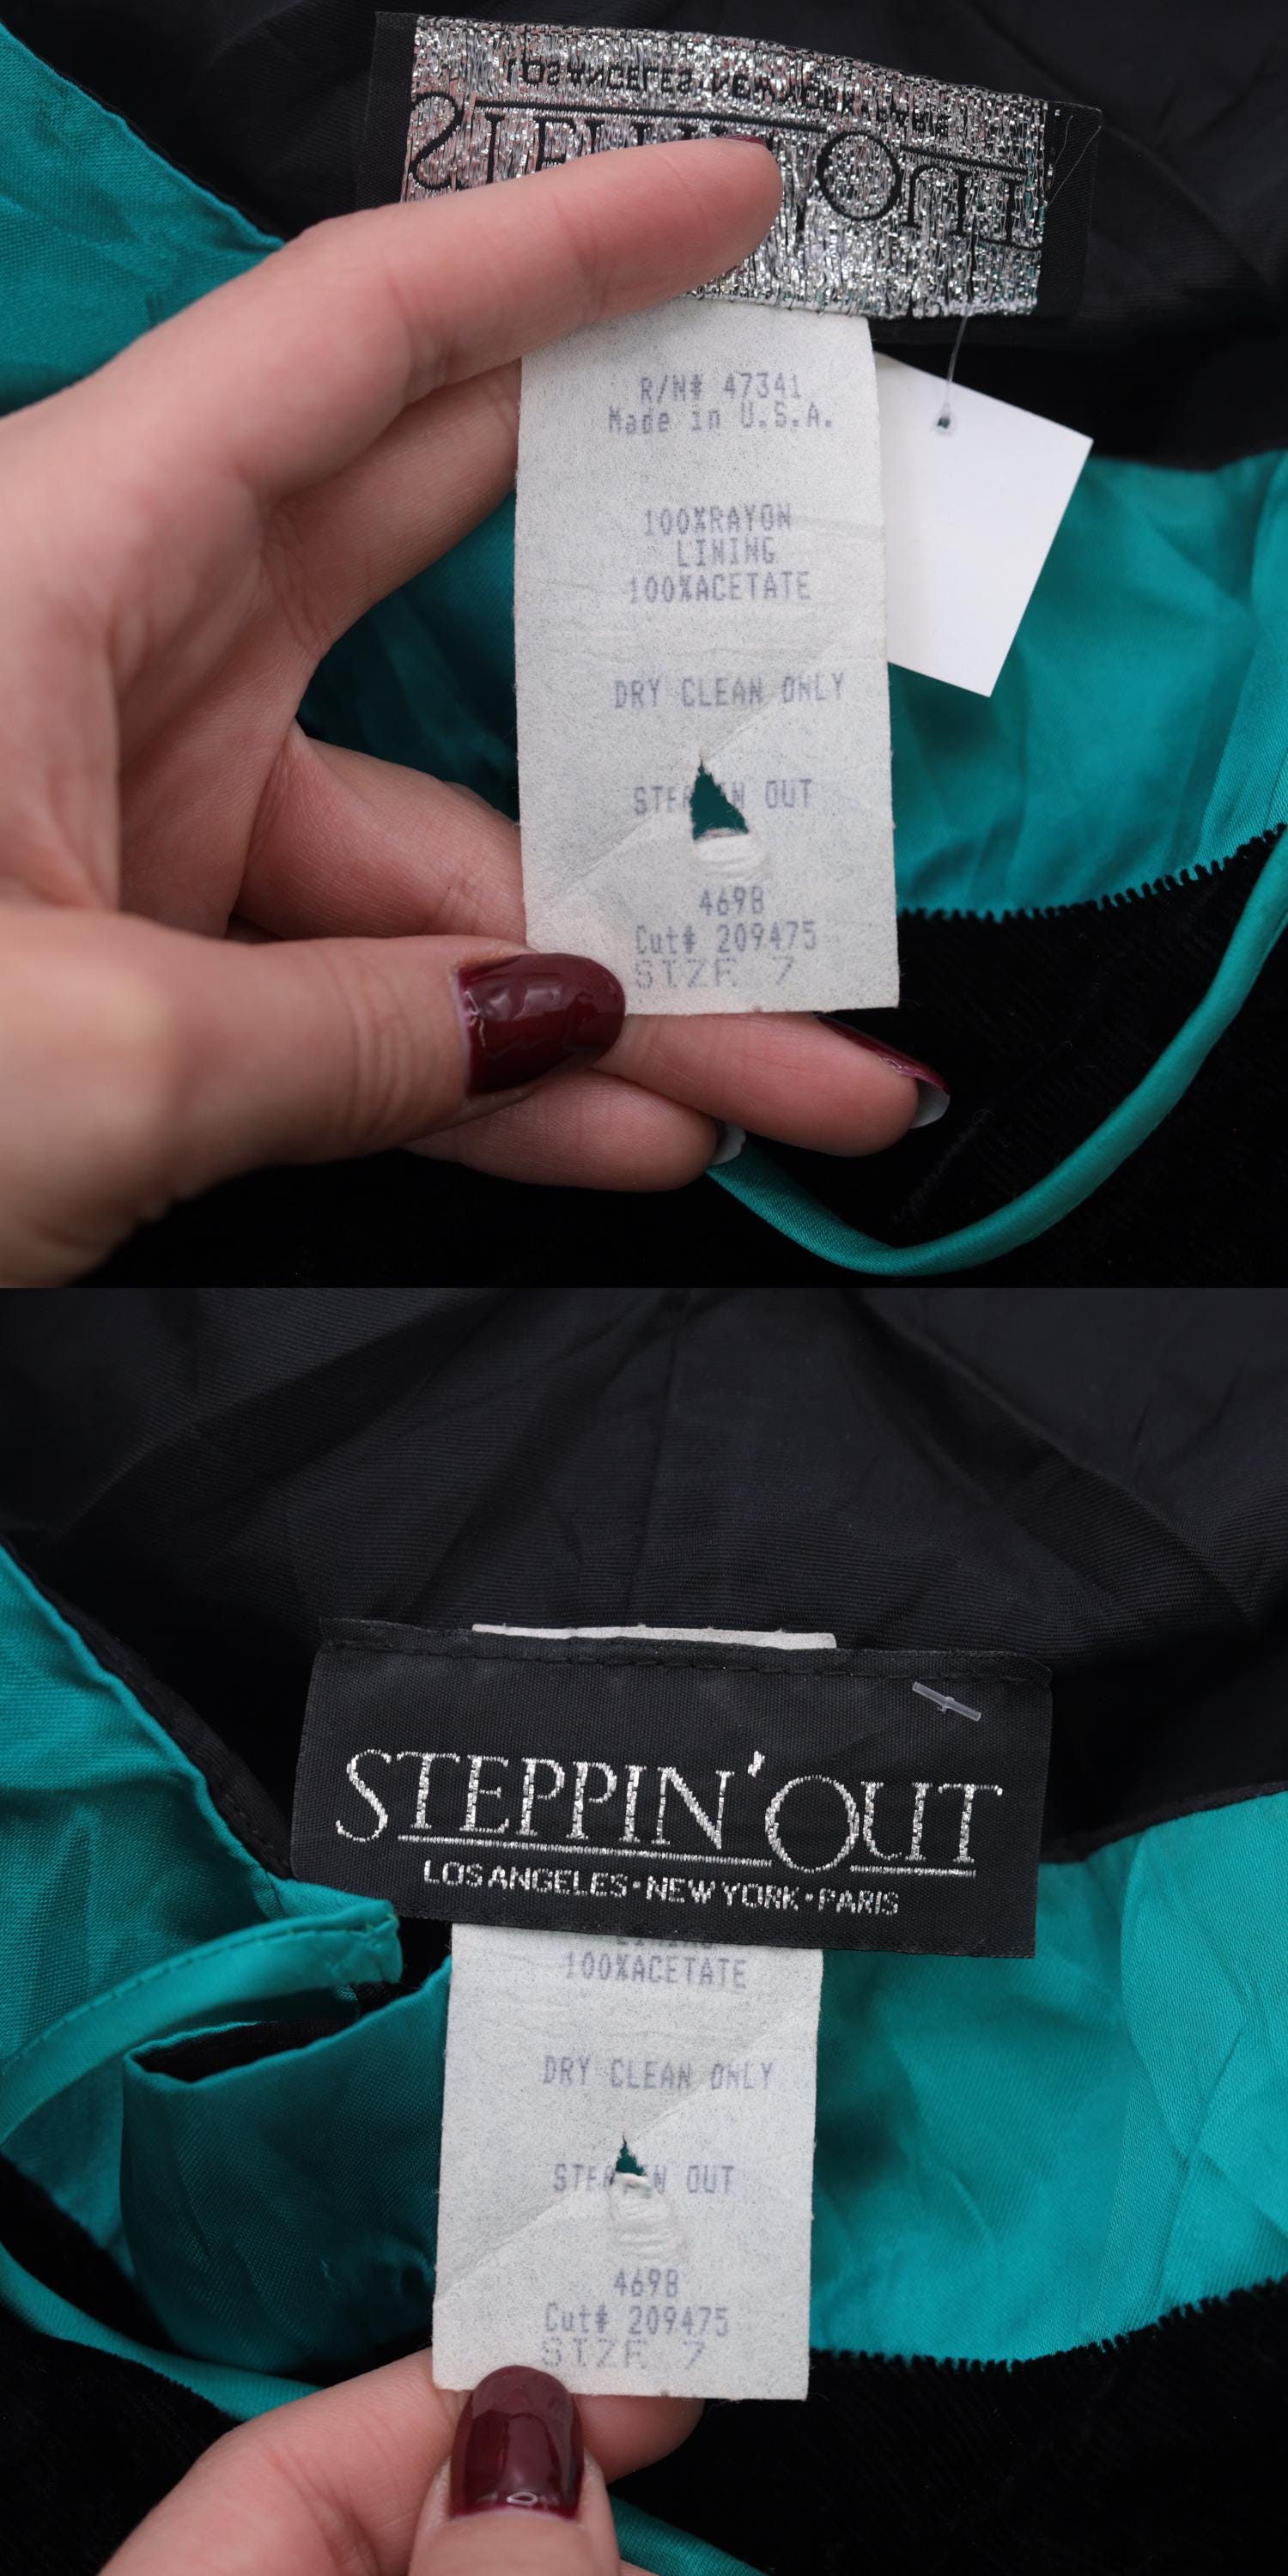 R/N# 47341
Made in U.S.A.
100%RAYON
LINING
100%ACETATE
DRY CLEAN ONLY
OUT
469B
Cut# 209475
SIZE 7
STEPPIN' OUT
LOS ANGELES • NEW YORK • PARIS
100%ACETATE
DRY CLEAN ONLY
OUT
469B
Cut# 209475
SIZE 7